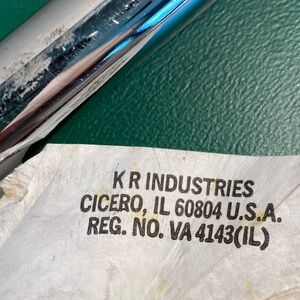 K R INDUSTRIES
CICERO, IL 60804 U.S.A.
REG. NO. VA 4143(IL)